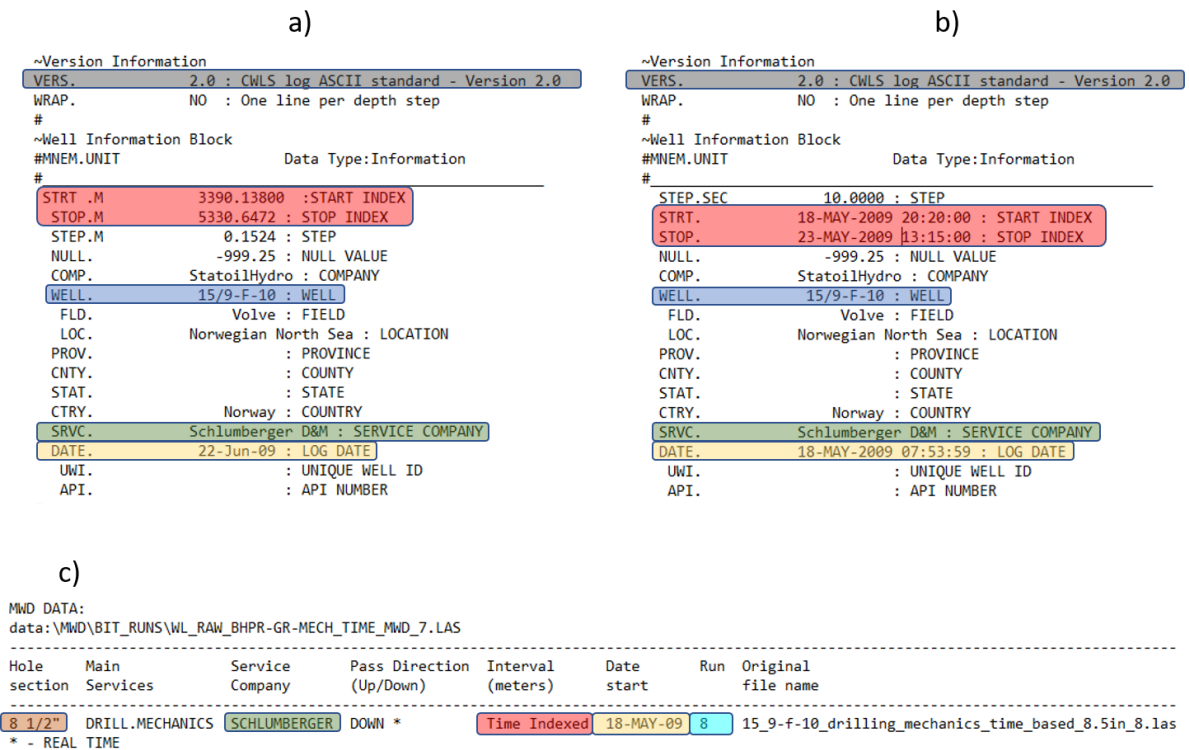 a)
~Version Information
VERS. 2.0 : CWLS log ASCII standard - Version 2.0
WRAP. NO : One line per depth step
#
~Well Information Block
#MNEM.UNIT Data Type:Information
#
STRT .M 3390.13800 :START INDEX
STOP.M 5330.6472 : STOP INDEX
STEP.M 0.1524 : STEP
NULL. -999.25 : NULL VALUE
COMP. StatoilHydro : COMPANY
WELL. 15/9-F-10 : WELL
FLD. Volve : FIELD
LOC. Norwegian North Sea : LOCATION
PROV. : PROVINCE
CNTY. : COUNTY
STAT. : STATE
CTRY. Norway : COUNTRY
SRVC. Schlumberger D&M : SERVICE COMPANY
DATE. 22-Jun-09 : LOG DATE
UWI. : UNIQUE WELL ID
API. : API NUMBER
b)
~Version Information
VERS. 2.0 : CWLS log ASCII standard - Version 2.0
WRAP. NO : One line per depth step
#
~Well Information Block
#MNEM.UNIT Data Type:Information
#
STEP.SEC 10.0000 : STEP
STRT. 18-MAY-2009 20:20:00 : START INDEX
STOP. 23-MAY-2009 13:15:00 : STOP INDEX
NULL. -999.25 : NULL VALUE
COMP. StatoilHydro : COMPANY
WELL. 15/9-F-10 : WELL
FLD. Volve : FIELD
LOC. Norwegian North Sea : LOCATION
PROV. : PROVINCE
CNTY. : COUNTY
STAT. : STATE
CTRY. Norway : COUNTRY
SRVC. Schlumberger D&M : SERVICE COMPANY
DATE. 18-MAY-2009 07:53:59 : LOG DATE
UWI. : UNIQUE WELL ID
API. : API NUMBER
c)
MWD DATA:
data:\MWD\BIT_RUNS\WL_RAW_BHPR-GR-MECH_TIME_MWD_7.LAS
Hole Main Service Pass Direction Interval Date Run Original
section Services Company (Up/Down) (meters) start file name
8 1/2" DRILL.MECHANICS SCHLUMBERGER DOWN * Time Indexed 18-MAY-09 8 15_9-f-10_drilling_mechanics_time_based_8.5in_8.las
* - REAL TIME